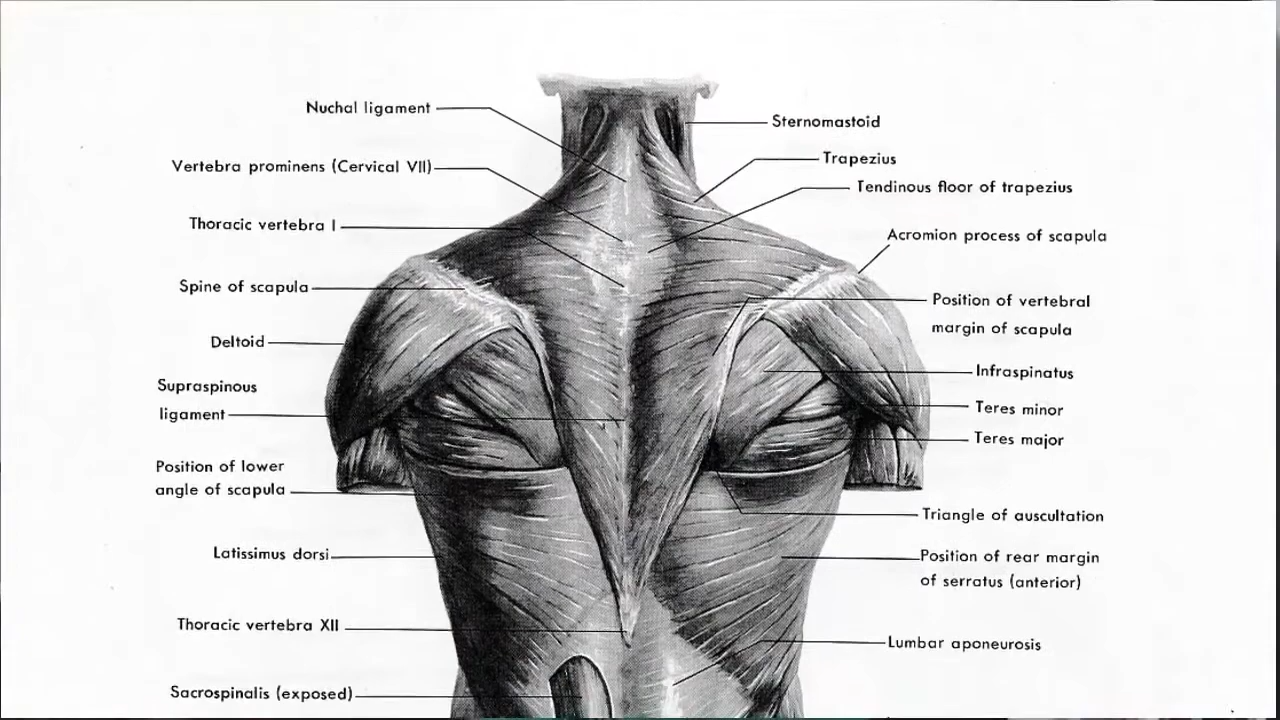 Nuchal ligament
Vertebra prominens (Cervical VII)
Thoracic vertebra I
Spine of scapula
Deltoid
Supraspinous
ligament
Position of lower
angle of scapula
Latissimus dorsi
Thoracic vertebra XII
Sacrospinalis (exposed)
Sternomastoid
Trapezius
Tendinous floor of trapezius
Acromion process of scapula
Position of vertebral
margin of scapula
Infraspinatus
Teres minor
Teres major
Triangle of auscultation
Position of rear margin
of serratus (anterior)
Lumbar aponeurosis